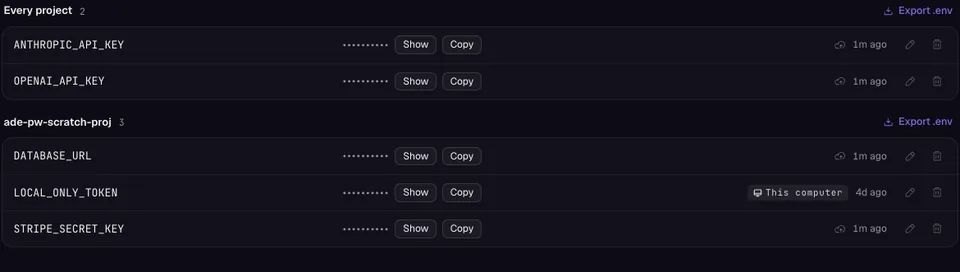 Every project 2 Export .env
ANTHROPIC_API_KEY •••••••••• Show Copy 1m ago
OPENAI_API_KEY •••••••••• Show Copy 1m ago
ade-pw-scratch-proj 3 Export .env
DATABASE_URL •••••••••• Show Copy 1m ago
LOCAL_ONLY_TOKEN •••••••••• Show Copy This computer 4d ago
STRIPE_SECRET_KEY •••••••••• Show Copy 1m ago